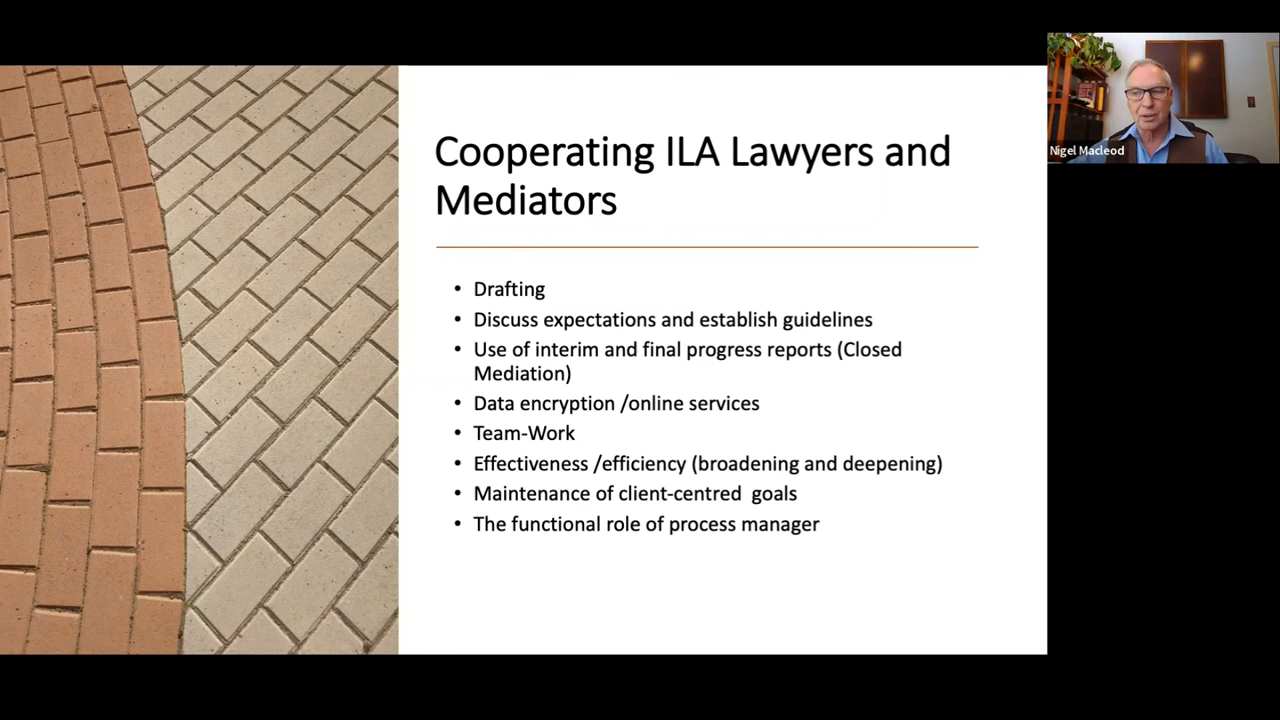 Cooperating ILA Lawyers and
Mediators
• Drafting
• Discuss expectations and establish guidelines
• Use of interim and final progress reports (Closed
Mediation)
• Data encryption /online services
• Team-Work
• Effectiveness /efficiency (broadening and deepening)
• Maintenance of client-centred  goals
• The functional role of process manager
Nigel Macleod